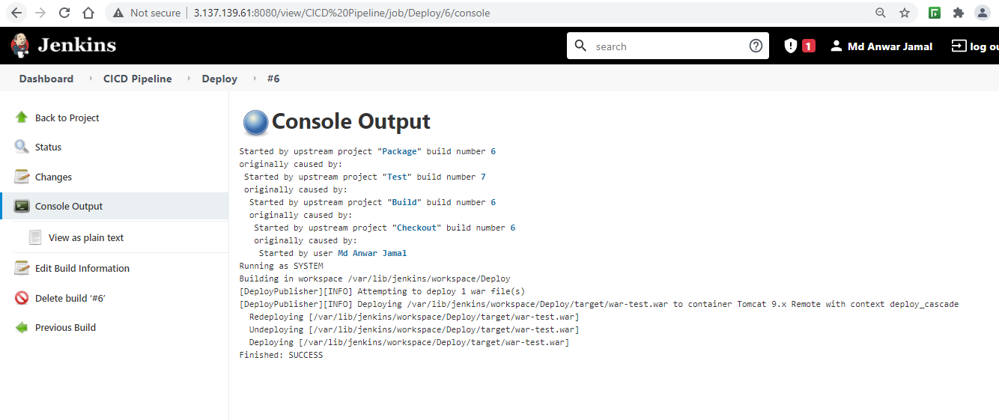 Not secure 3.137.139.61:8080/view/CICD%20Pipeline/job/Deploy/6/console
Jenkins
search
1
Md Anwar Jamal
log ou
Dashboard CICD Pipeline Deploy #6
Back to Project
Status
Changes
Console Output
View as plain text
Edit Build Information
Delete build ‘#6’
Previous Build
Console Output
Started by upstream project "Package" build number 6
originally caused by:
Started by upstream project "Test" build number 7
originally caused by:
Started by upstream project "Build" build number 6
originally caused by:
Started by upstream project "Checkout" build number 6
originally caused by:
Started by user Md Anwar Jamal
Running as SYSTEM
Building in workspace /var/lib/jenkins/workspace/Deploy
[DeployPublisher][INFO] Attempting to deploy 1 war file(s)
[DeployPublisher][INFO] Deploying /var/lib/jenkins/workspace/Deploy/target/war-test.war to container Tomcat 9.x Remote with context deploy_cascade
Redeploying [/var/lib/jenkins/workspace/Deploy/target/war-test.war]
Undeploying [/var/lib/jenkins/workspace/Deploy/target/war-test.war]
Deploying [/var/lib/jenkins/workspace/Deploy/target/war-test.war]
Finished: SUCCESS